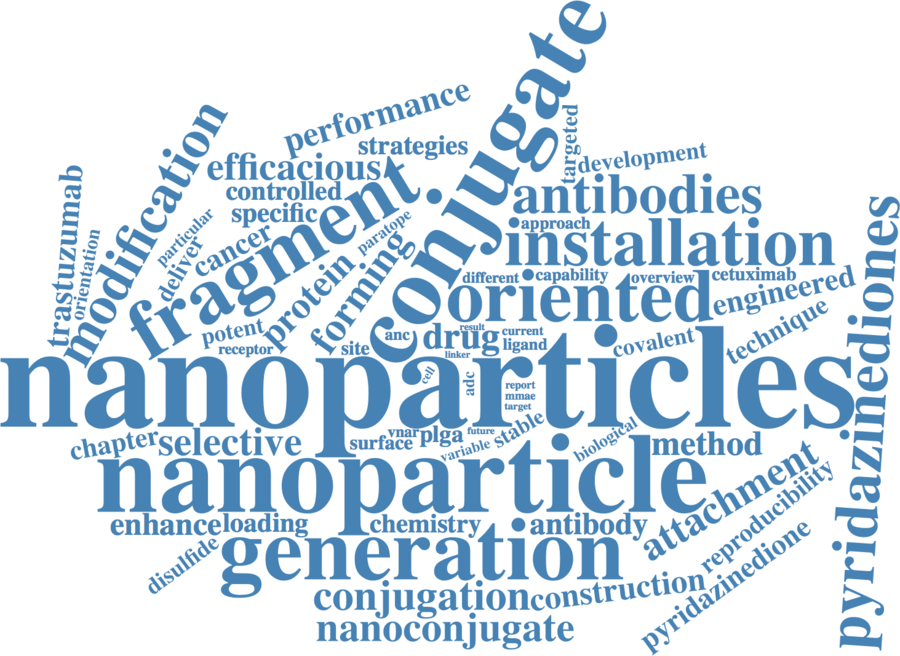 conjugate
performance
strategies
targeted
development
efficacious
modification
controlled
antibodies
fragment
specific
trastuzumab
particular
paratope
approach
installation
orientation
deliver
cancer
protein
forming
different
capability
overview
cetuximab
oriented
engineered
pyridazinediones
potent
receptor
site
anc
drug
result
current
ligand
linker
covalent
technique
nanoparticles
cell
adc
report
mmae
target
chapter
selective
surface
vnar
plga
future
variable
stable
biological
method
nanoparticle
attachment
reproducibility
enhance
loading
chemistry
antibody
disulfide
generation
pyridazinedione
conjugation
construction
nanoconjugate